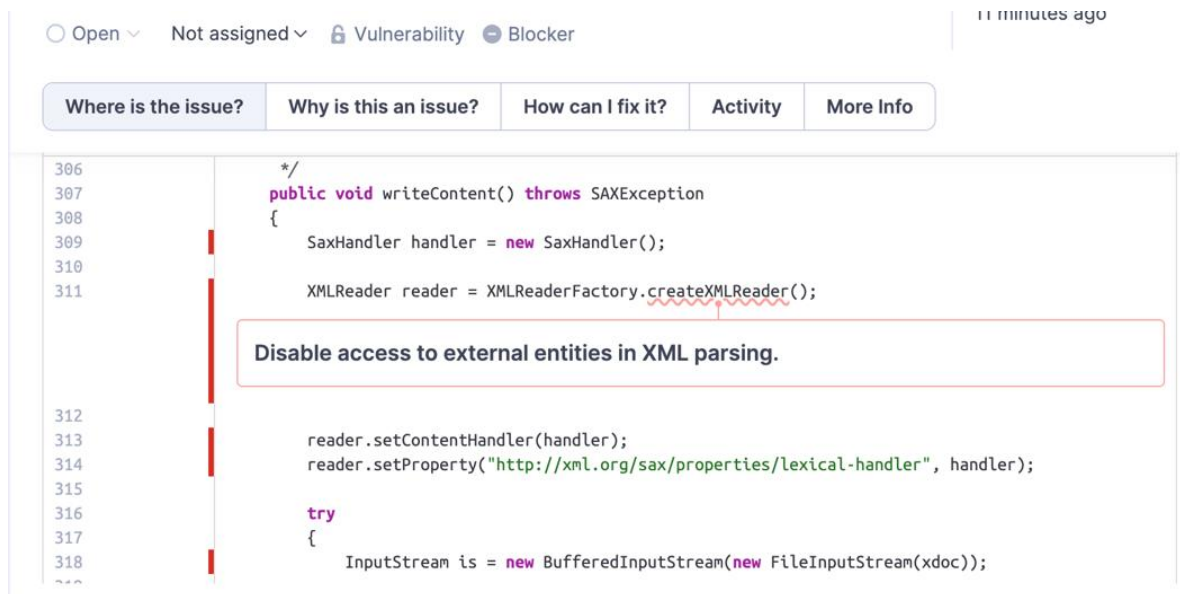 11 minutes ago
Open Not assigned Vulnerability Blocker
Where is the issue? Why is this an issue? How can I fix it? Activity More Info
306 */
307 public void writeContent() throws SAXException
308 {
309 SaxHandler handler = new SaxHandler();
310
311 XMLReader reader = XMLReaderFactory.createXMLReader();
Disable access to external entities in XML parsing.
312
313 reader.setContentHandler(handler);
314 reader.setProperty("http://xml.org/sax/properties/lexical-handler", handler);
315
316 try
317 {
318 InputStream is = new BufferedInputStream(new FileInputStream(xdoc));